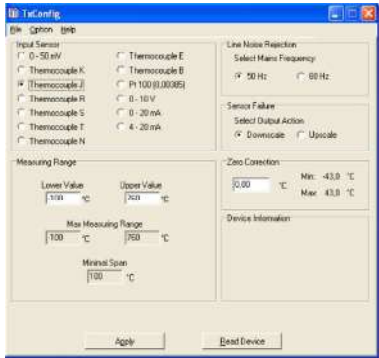 TxConfig
File Option Help
Input Sensor
0 - 50 mV
Thermocouple K
Thermocouple J
Thermocouple R
Thermocouple S
Thermocouple T
Thermocouple N
Thermocouple E
Thermocouple B
Pt 100 (0,00385)
0 - 10 V
0 - 20 mA
4 - 20 mA
Line Noise Rejection
Select Mains Frequency
50 Hz 60 Hz
Sensor Failure
Select Output Action
Downscale Upscale
Measuring Range
Lower Value Upper Value
-100 °C 760 °C
Max Measuring Range
-100 °C 760 °C
Minimal Span
100 °C
Zero Correction
0,00 °C
Min: -43,0 °C
Max: 43,0 °C
Device Information
Apply Read Device